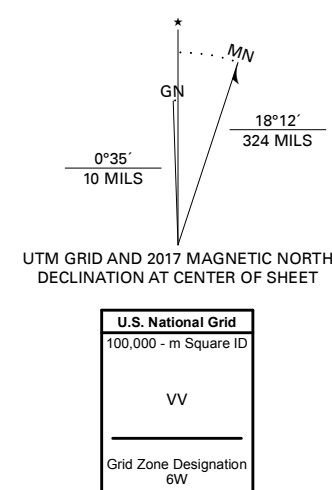 ★
MN
GN
18°12´
324 MILS
0°35´
10 MILS
UTM GRID AND 2017 MAGNETIC NORTH
DECLINATION AT CENTER OF SHEET
U.S. National Grid
100,000 - m Square ID
VV
Grid Zone Designation
6W